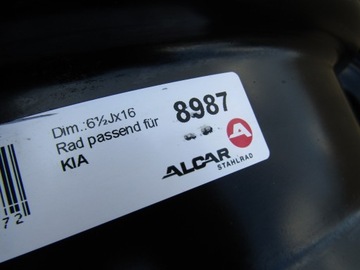 Dim.:6½Jx16
Rad passend für
KIA
8987
ALCAR
STAHLRAD
72